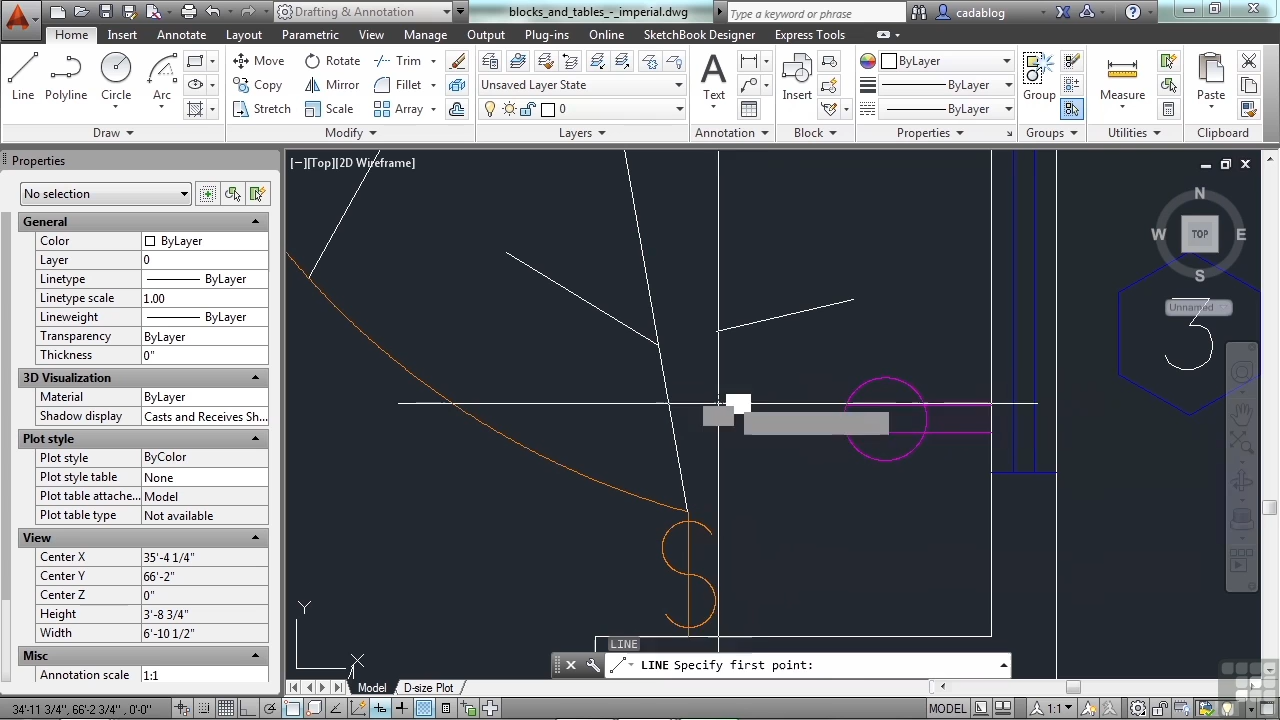 Drafting & Annotation
blocks_and_tables_-_imperial.dwg
Type a keyword or phrase
cadablog
Home Insert Annotate Layout Parametric View Manage Output Plug-ins Online SketchBook Designer Express Tools
Line
Polyline
Circle
Arc
Move Rotate Trim
Copy Mirror Fillet
Stretch Scale Array
Unsaved Layer State
0
Text
Insert
ByLayer
ByLayer
ByLayer
Group
Measure
Paste
Draw Modify Layers Annotation Block Properties Groups Utilities Clipboard
Properties
No selection
General
Color ByLayer
Layer 0
Linetype ByLayer
Linetype scale 1.00
Lineweight ByLayer
Transparency ByLayer
Thickness 0"
3D Visualization
Material ByLayer
Shadow display Casts and Receives Sh...
Plot style
Plot style ByColor
Plot style table None
Plot table attache... Model
Plot table type Not available
View
Center X 35'-4 1/4"
Center Y 66'-2"
Center Z 0"
Height 3'-8 3/4"
Width 6'-10 1/2"
Misc
Annotation scale 1:1
[−][Top][2D Wireframe]
N
W TOP E
S
Unnamed
3
S
Y
X
LINE
LINE Specify first point:
Model D-size Plot
34'-11 3/4", 66'-2 3/4", 0'-0"
MODEL
1:1